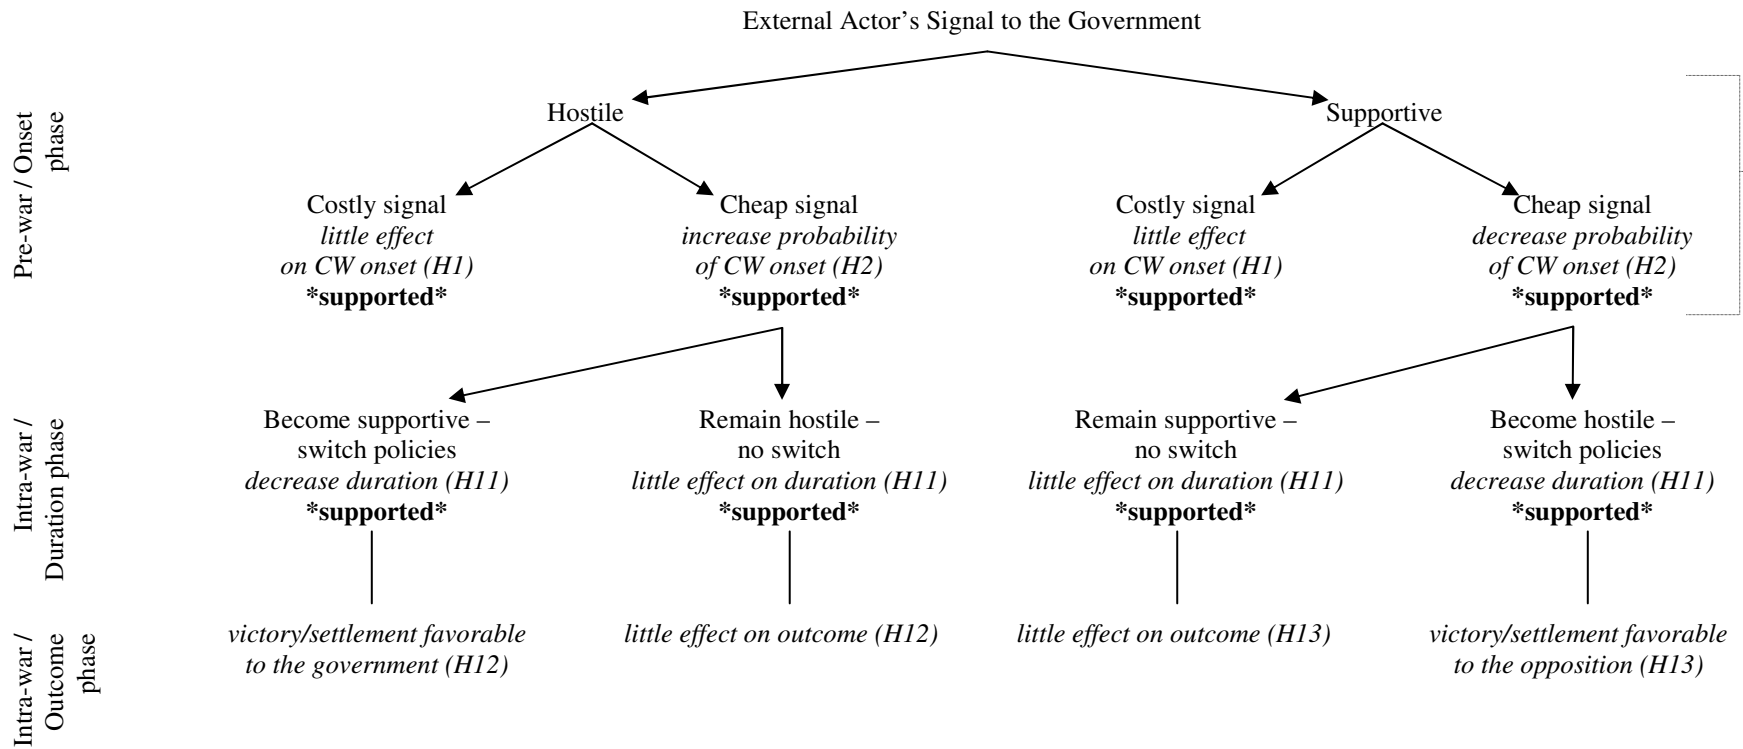 External Actor’s Signal to the Government
Pre-war / Onset
phase
Hostile
Supportive
Costly signal
little effect
on CW onset (H1)
*supported*
Cheap signal
increase probability
of CW onset (H2)
*supported*
Costly signal
little effect
on CW onset (H1)
*supported*
Cheap signal
decrease probability
of CW onset (H2)
*supported*
Intra-war /
Duration phase
Become supportive –
switch policies
decrease duration (H11)
*supported*
Remain hostile –
no switch
little effect on duration (H11)
*supported*
Remain supportive –
no switch
little effect on duration (H11)
*supported*
Become hostile –
switch policies
decrease duration (H11)
*supported*
Intra-war /
Outcome
phase
victory/settlement favorable
to the government (H12)
little effect on outcome (H12)
little effect on outcome (H13)
victory/settlement favorable
to the opposition (H13)